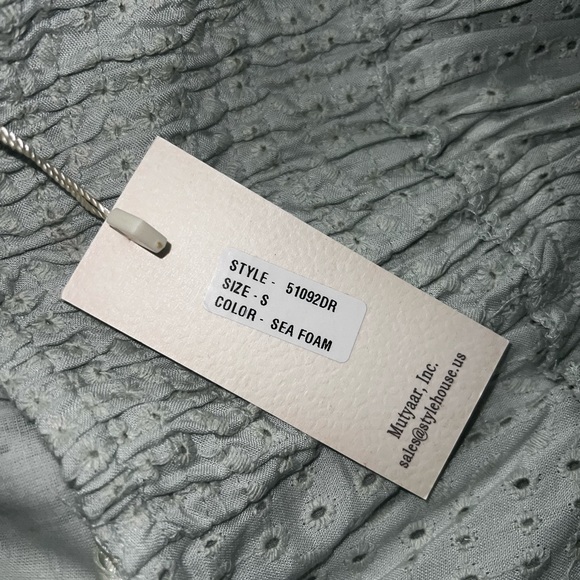 STYLE - 51092DR
SIZE - S
COLOR - SEA FOAM
Mutyaar, Inc.
sales@stylehouse.us